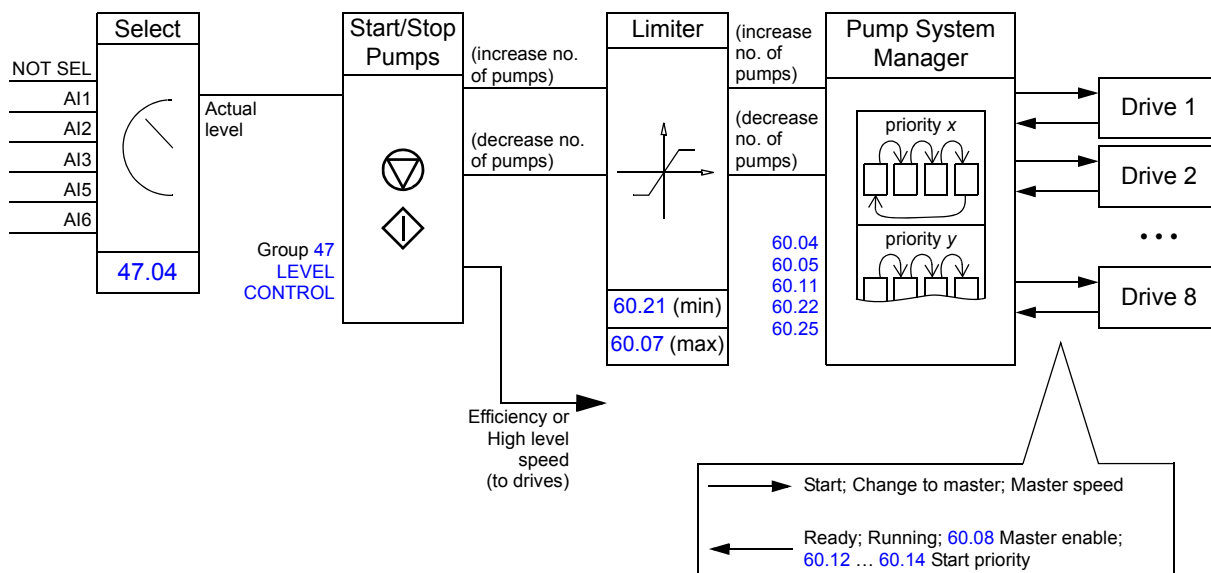 Select
NOT SEL
AI1
AI2
AI3
AI5
AI6
47.04
Actual
level
Start/Stop
Pumps
Group 47
LEVEL
CONTROL
(increase no.
of pumps)
(decrease no.
of pumps)
Efficiency or
High level
speed
(to drives)
Limiter
60.21 (min)
60.07 (max)
(increase
no. of
pumps)
(decrease
no. of
pumps)
60.04
60.05
60.11
60.22
60.25
Pump System
Manager
priority x
priority y
Drive 1
Drive 2
•••
Drive 8
Start; Change to master; Master speed
Ready; Running; 60.08 Master enable;
60.12 … 60.14 Start priority